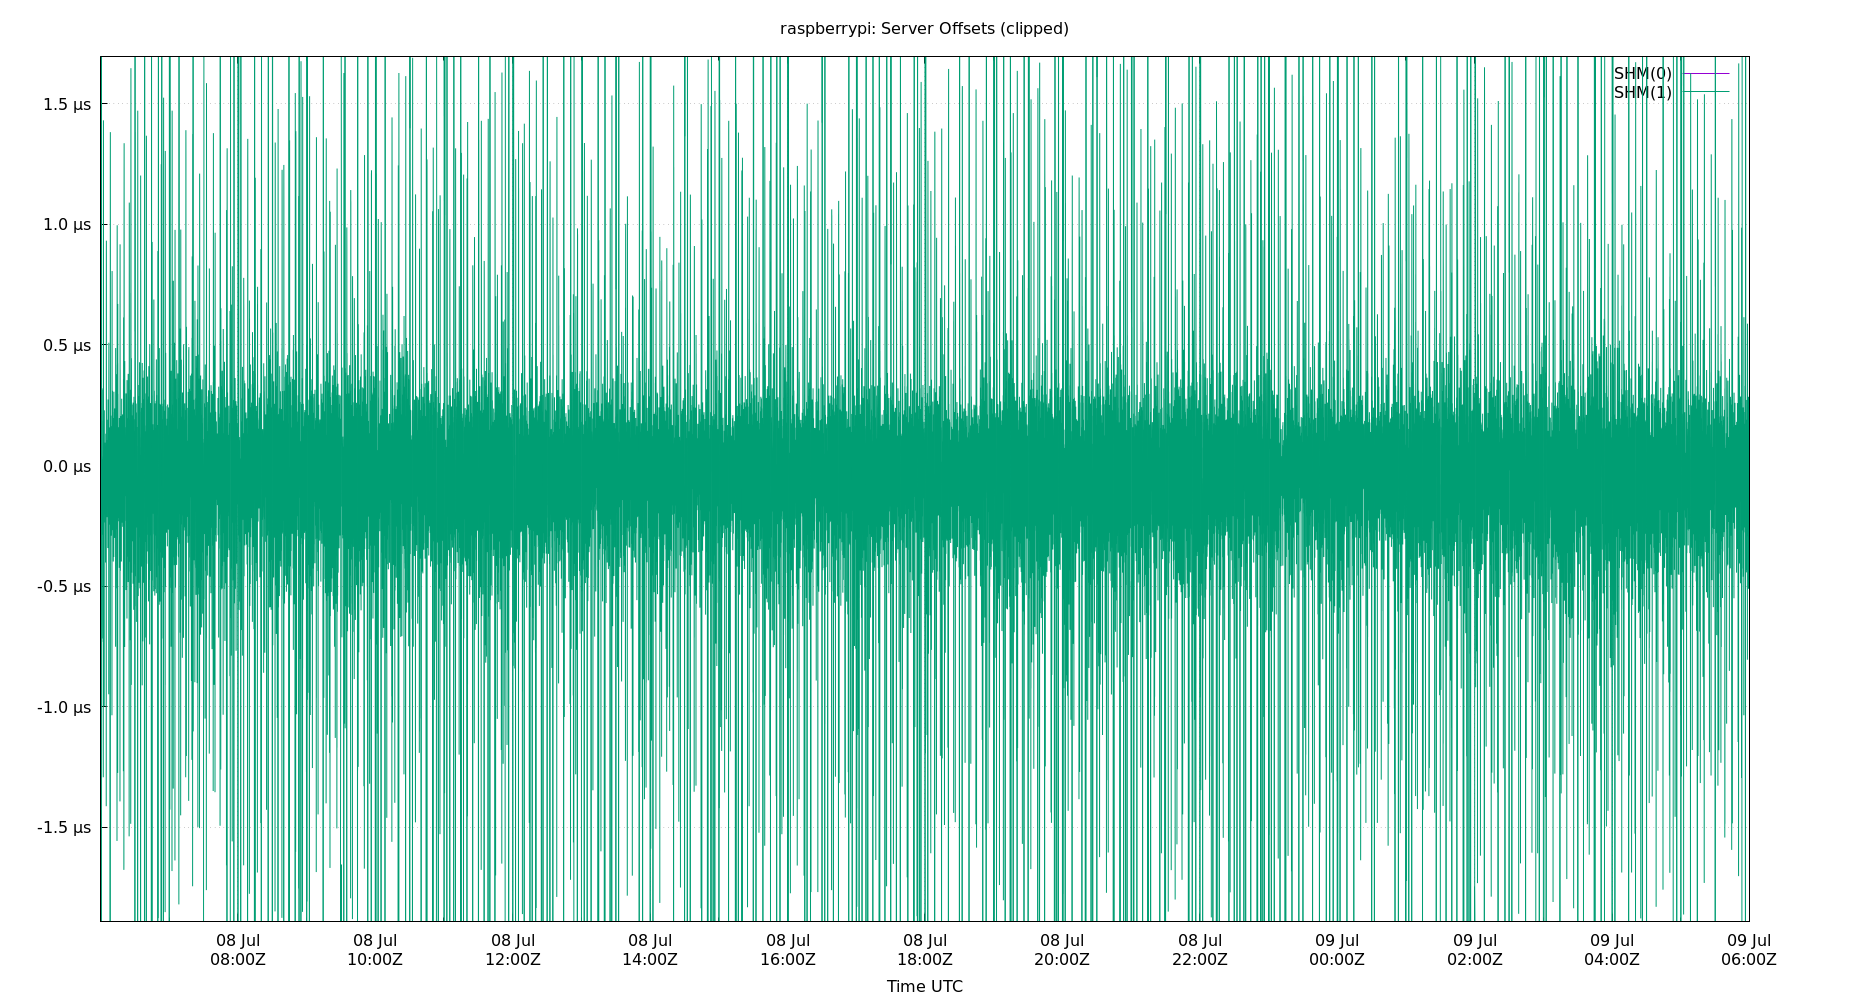 raspberrypi: Server Offsets (clipped)
SHM(0)
SHM(1)
1.5 µs
1.0 µs
0.5 µs
0.0 µs
-0.5 µs
-1.0 µs
-1.5 µs
08 Jul 08 Jul 08 Jul 08 Jul 08 Jul 08 Jul 08 Jul 08 Jul 09 Jul 09 Jul 09 Jul 09 Jul
08:00Z 10:00Z 12:00Z 14:00Z 16:00Z 18:00Z 20:00Z 22:00Z 00:00Z 02:00Z 04:00Z 06:00Z
Time UTC